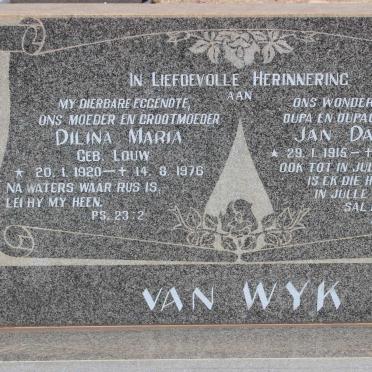 IN LIEFDEVOLLE HERINNERING
AAN
MY DIERBARE EGGENOTE,
ONS MOEDER EN GROOTMOEDER
DILINA MARIA
GEB. LOUW
* 20. 1. 1920 - † 14. 8. 1976
NA WATERS WAAR RUS IS,
LEI HY MY HEEN.
PS. 23:2
ONS WONDER
OUPA EN OUPAG
JAN DA
* 29. 1. 1915 - †
OOK TOT IN JUL
IS EK DIE H
IN JULLE
SAL
VAN WYK